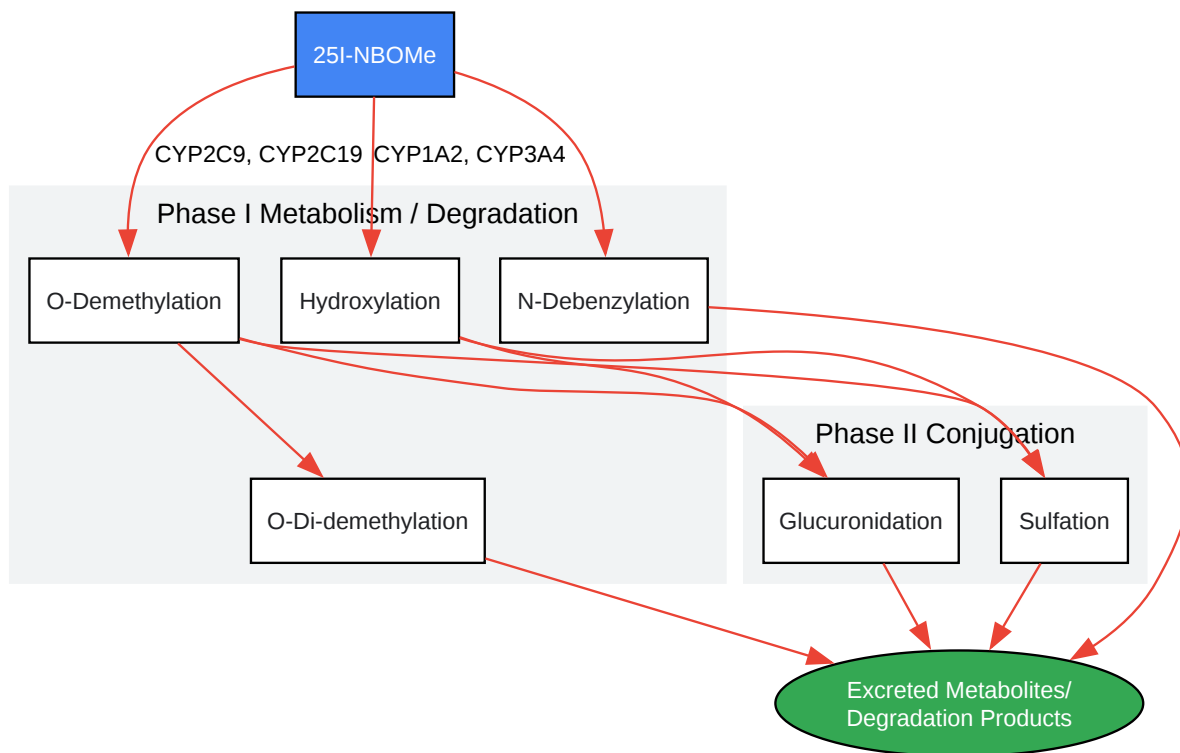 25I-NBOMe
CYP2C9, CYP2C19
CYP1A2, CYP3A4
Phase I Metabolism / Degradation
O-Demethylation
Hydroxylation
N-Debenzylation
Phase II Conjugation
O-Di-demethylation
Glucuronidation
Sulfation
Excreted Metabolites/
Degradation Products